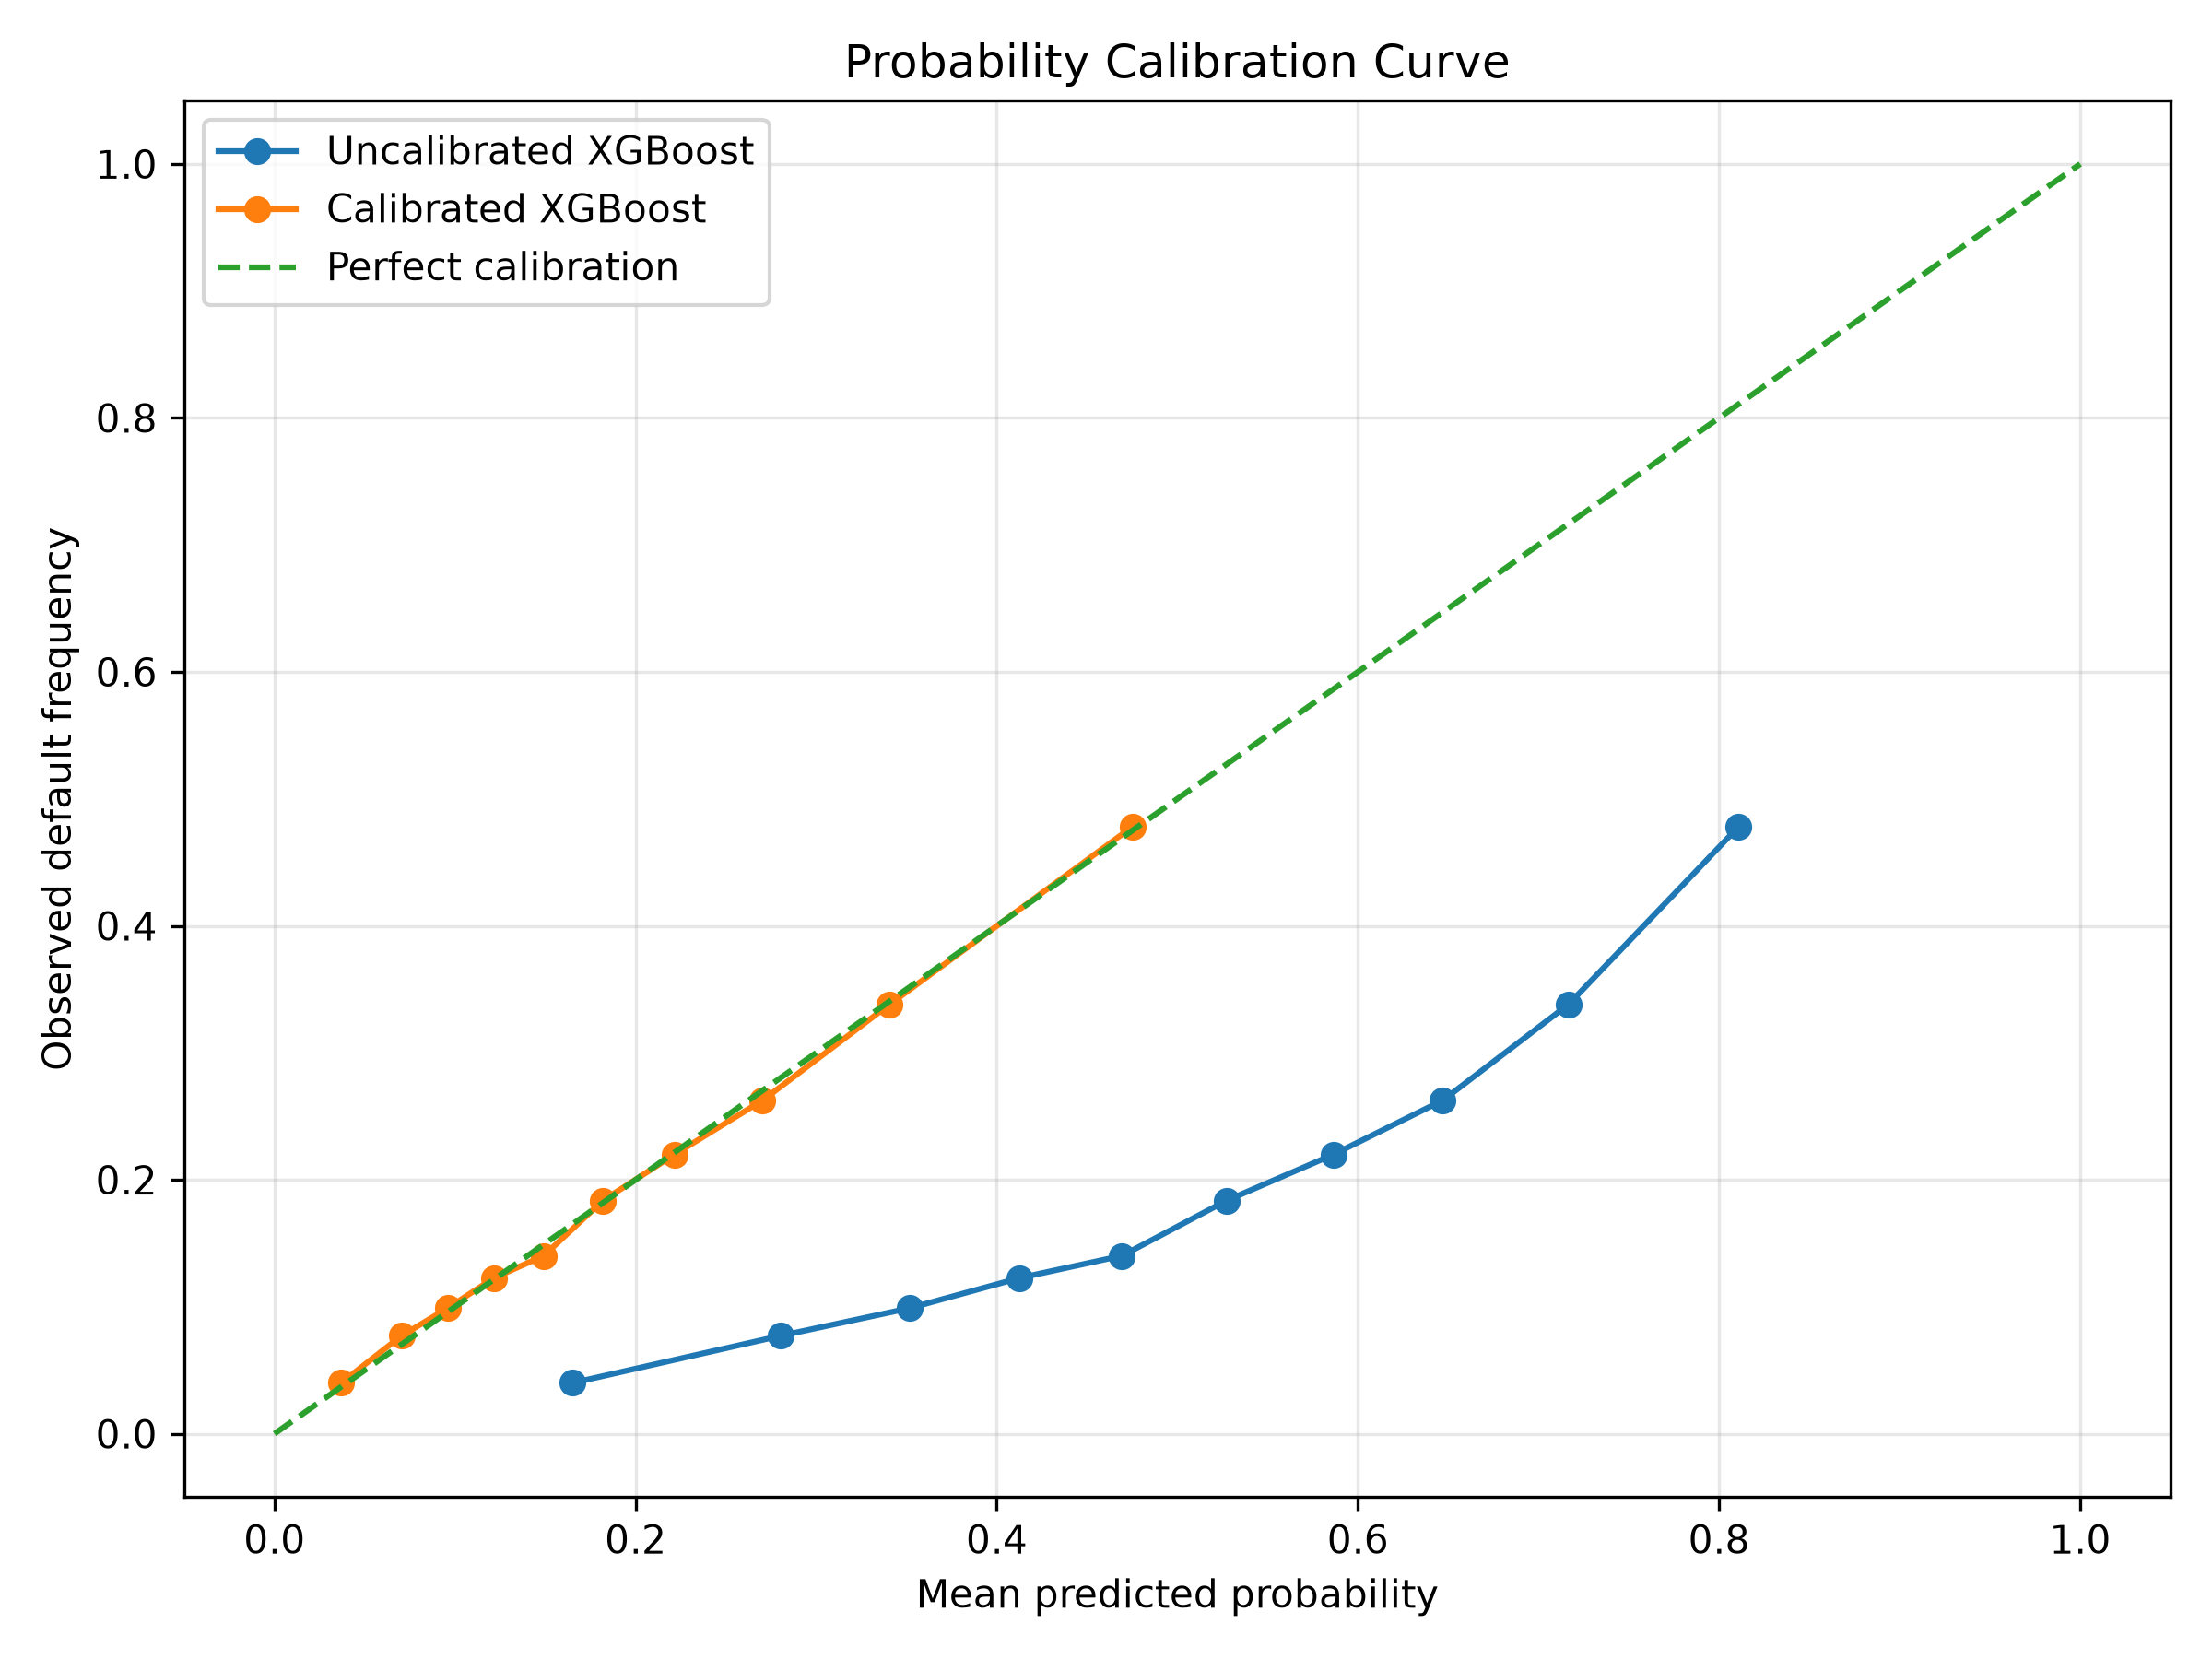 Probability Calibration Curve
Uncalibrated XGBoost
Calibrated XGBoost
Perfect calibration
1.0
0.8
0.6
0.4
0.2
0.0
Observed default frequency
0.0 0.2 0.4 0.6 0.8 1.0
Mean predicted probability